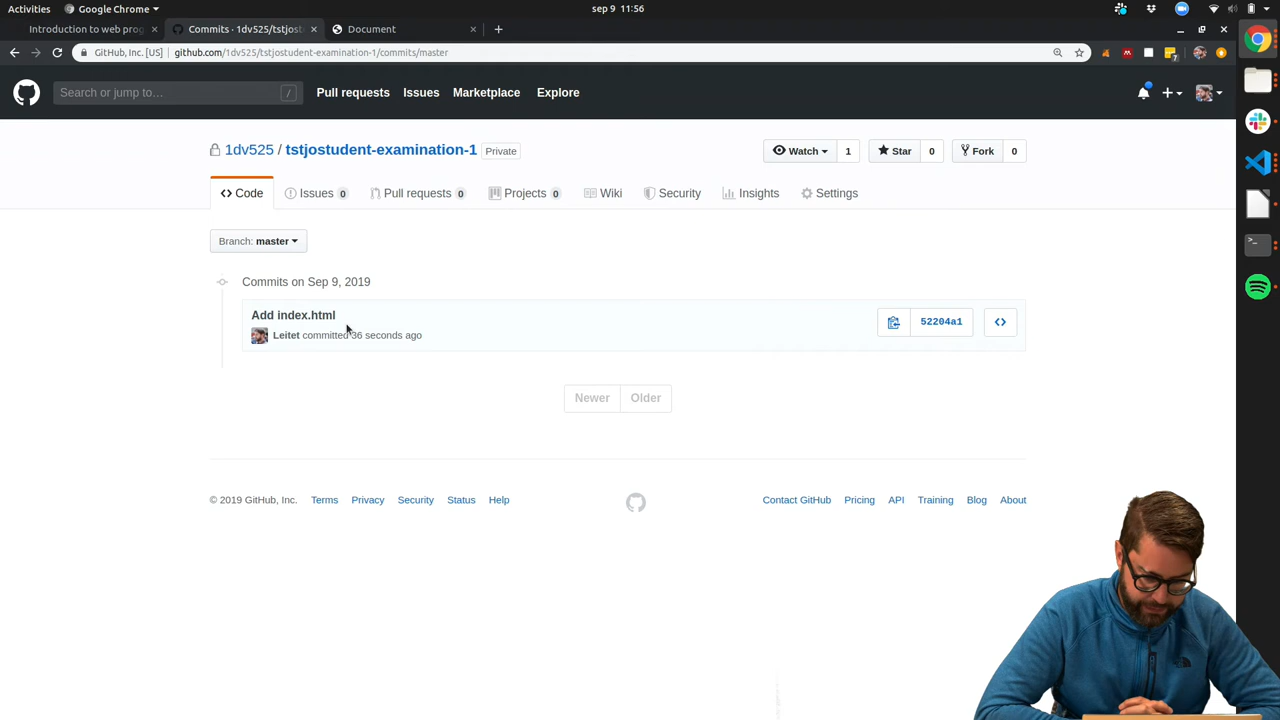 Activities
Google Chrome
sep 9 11:56
Introduction to web prog
Commits · 1dv525/tstjost
Document
GitHub, Inc. [US]
github.com/1dv525/tstjostudent-examination-1/commits/master
7
Search or jump to…
/
Pull requests
Issues
Marketplace
Explore
1dv525 / tstjostudent-examination-1
Private
Watch 1
Star 0
Fork 0
Code
Issues 0
Pull requests 0
Projects 0
Wiki
Security
Insights
Settings
Branch: master
Commits on Sep 9, 2019
Add index.html
Leitet committed 36 seconds ago
52204a1
Newer
Older
© 2019 GitHub, Inc.
Terms
Privacy
Security
Status
Help
Contact GitHub
Pricing
API
Training
Blog
About